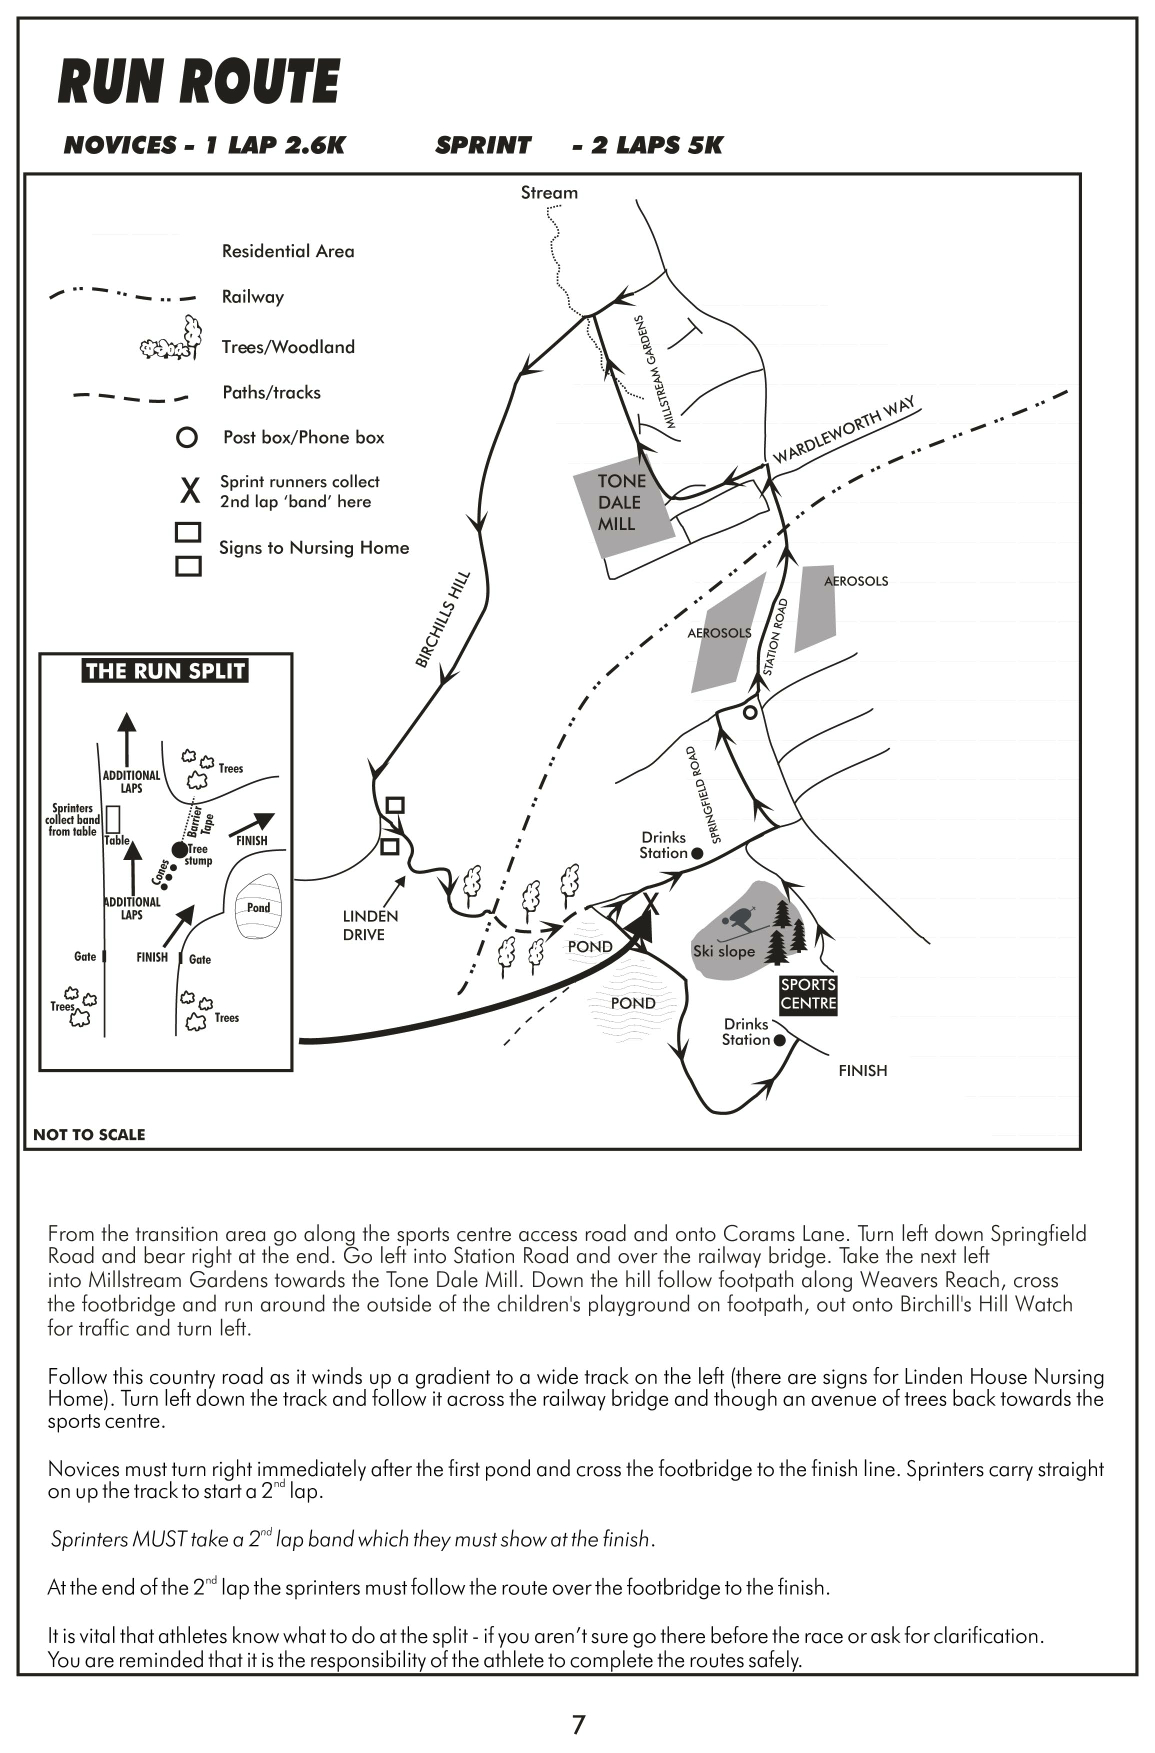 RUN ROUTE
NOVICES - 1 LAP 2.6K SPRINT - 2 LAPS 5K
Stream
Residential Area
Railway
Trees/Woodland
Paths/tracks
Post box/Phone box
X Sprint runners collect
2nd lap ‘band’ here
Signs to Nursing Home
MILLSTREAM GARDENS
WARDLEWORTH WAY
TONE
DALE
MILL
AEROSOLS
AEROSOLS
STATION ROAD
BIRCHILLS HILL
SPRINGFIELD ROAD
Drinks
Station
X
LINDEN
DRIVE
POND
POND
Ski slope
SPORTS
CENTRE
Drinks
Station
FINISH
THE RUN SPLIT
ADDITIONAL
LAPS
Trees
Sprinters
collect band
from table
Table
Barrier
Tape
FINISH
Tree
stump
Cones
ADDITIONAL
LAPS
Pond
Gate
FINISH
Gate
Trees
Trees
NOT TO SCALE
From the transition area go along the sports centre access road and onto Corams Lane. Turn left down Springfield
Road and bear right at the end. Go left into Station Road and over the railway bridge. Take the next left
into Millstream Gardens towards the Tone Dale Mill. Down the hill follow footpath along Weavers Reach, cross
the footbridge and run around the outside of the children's playground on footpath, out onto Birchill's Hill Watch
for traffic and turn left.
Follow this country road as it winds up a gradient to a wide track on the left (there are signs for Linden House Nursing
Home). Turn left down the track and follow it across the railway bridge and though an avenue of trees back towards the
sports centre.
Novices must turn right immediately after the first pond and cross the footbridge to the finish line. Sprinters carry straight
on up the track to start a 2nd lap.
Sprinters MUST take a 2nd lap band which they must show at the finish.
At the end of the 2nd lap the sprinters must follow the route over the footbridge to the finish.
It is vital that athletes know what to do at the split - if you aren’t sure go there before the race or ask for clarification.
You are reminded that it is the responsibility of the athlete to complete the routes safely.
7